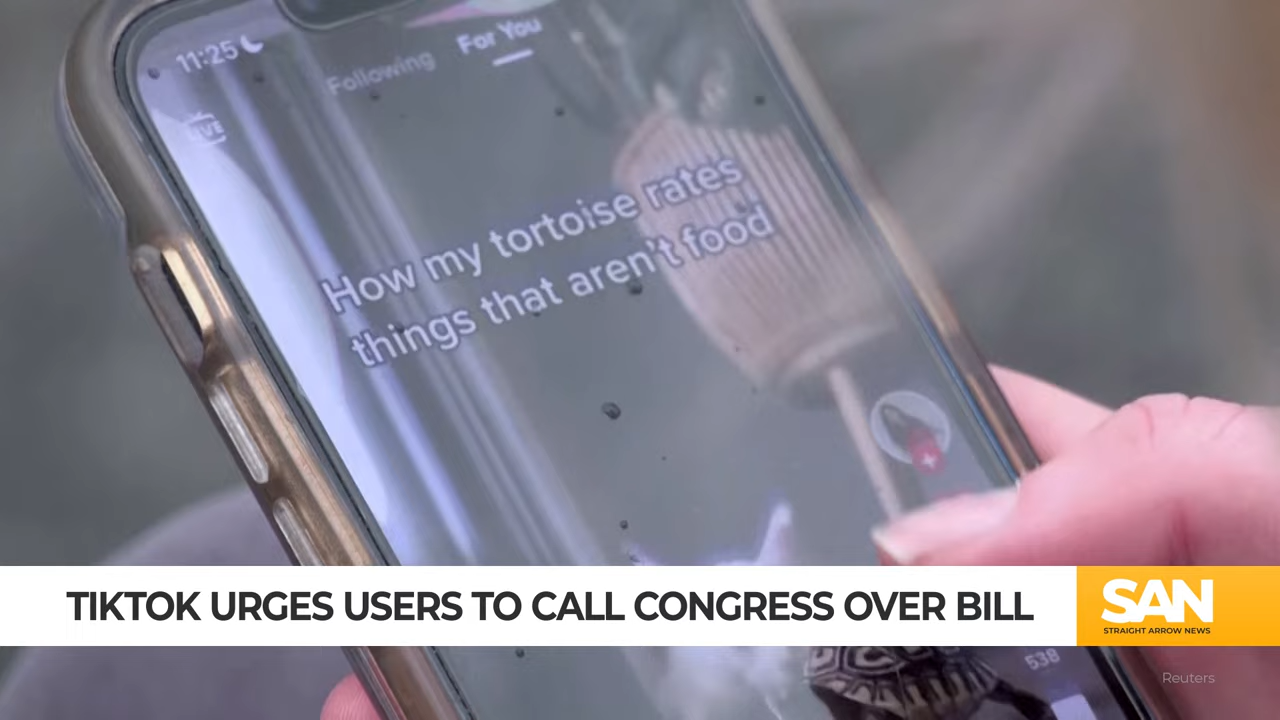 11:25
Following
For You
LIVE
How my tortoise rates
things that aren't food
TIKTOK URGES USERS TO CALL CONGRESS OVER BILL
SAN
STRAIGHT ARROW NEWS
538
Reuters